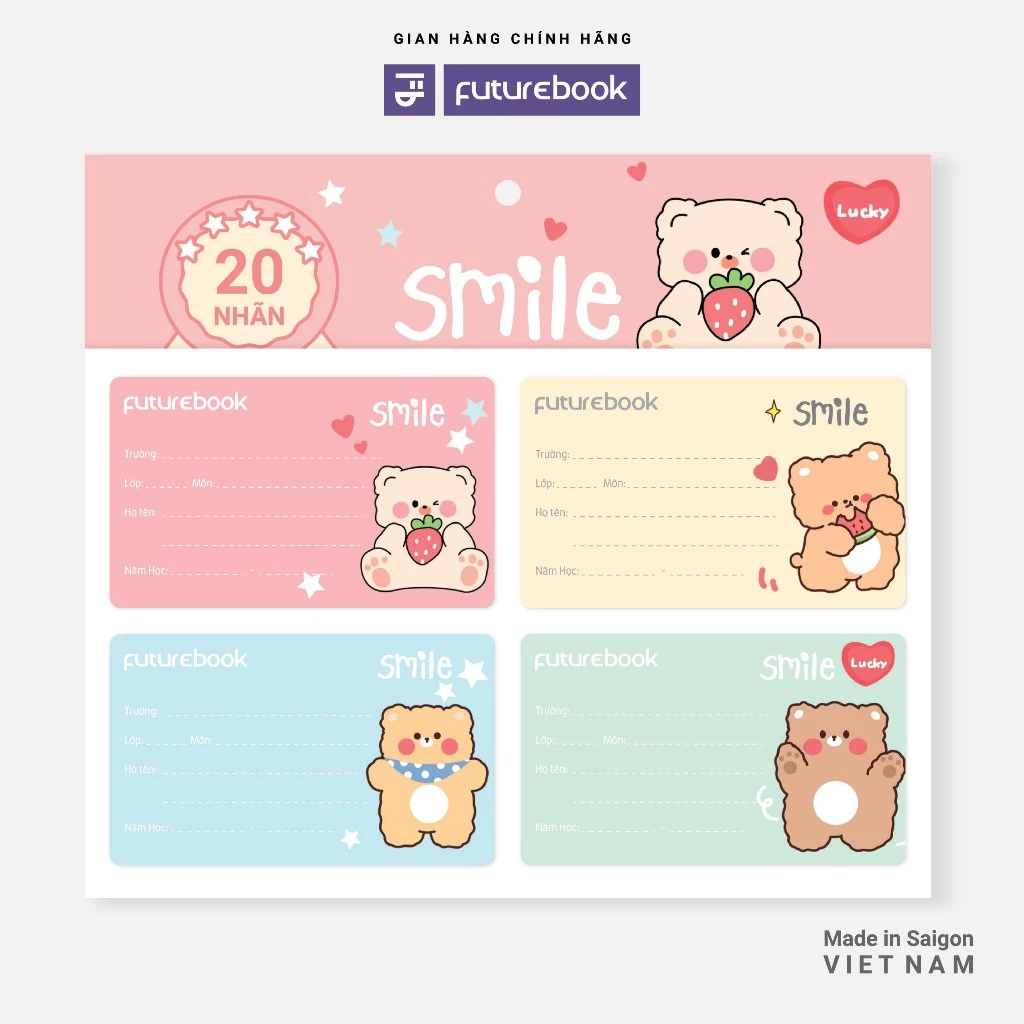 GIAN HÀNG CHÍNH HÃNG
futurebook
Lucky
20
NHÃN
smile
futurebook
smile
Trường:
Lớp: Môn:
Họ tên:
Năm Học: -
futurebook
smile
Trường:
Lớp: Môn:
Họ tên:
Năm Học: -
futurebook
smile
Trường:
Lớp: Môn:
Họ tên:
Năm Học: -
futurebook
smile
Lucky
Trường:
Lớp: Môn:
Họ tên:
Năm Học: -
Made in Saigon
VIET NAM